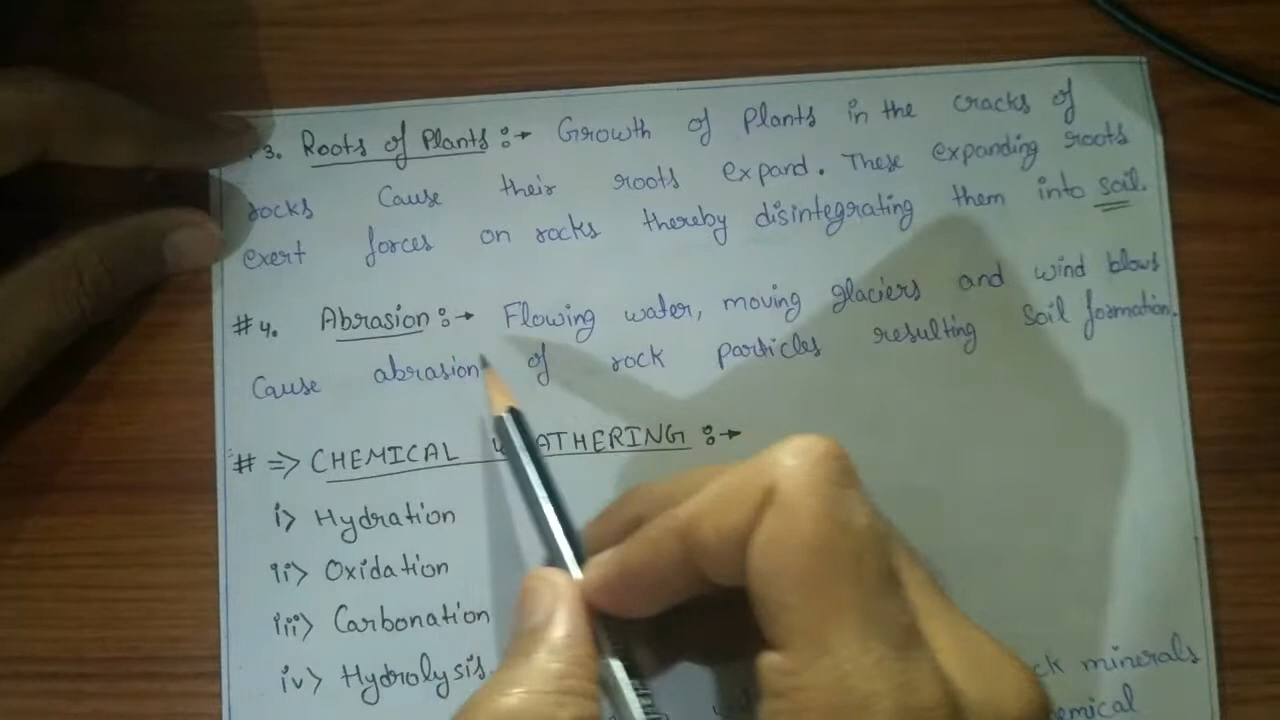 3. Roots of Plants :→ Growth of plants in the cracks of
rocks Cause their roots expand. These expanding roots
exert forces on rocks thereby disintegrating them into soil.
#4. Abrasion :→ Flowing water, moving glaciers and wind blows
Cause abrasion of rock particles resulting soil formation.
# => CHEMICAL WEATHERING :→
i> Hydration
ii> Oxidation
iii> Carbonation
iv> Hydrolysis.
minerals